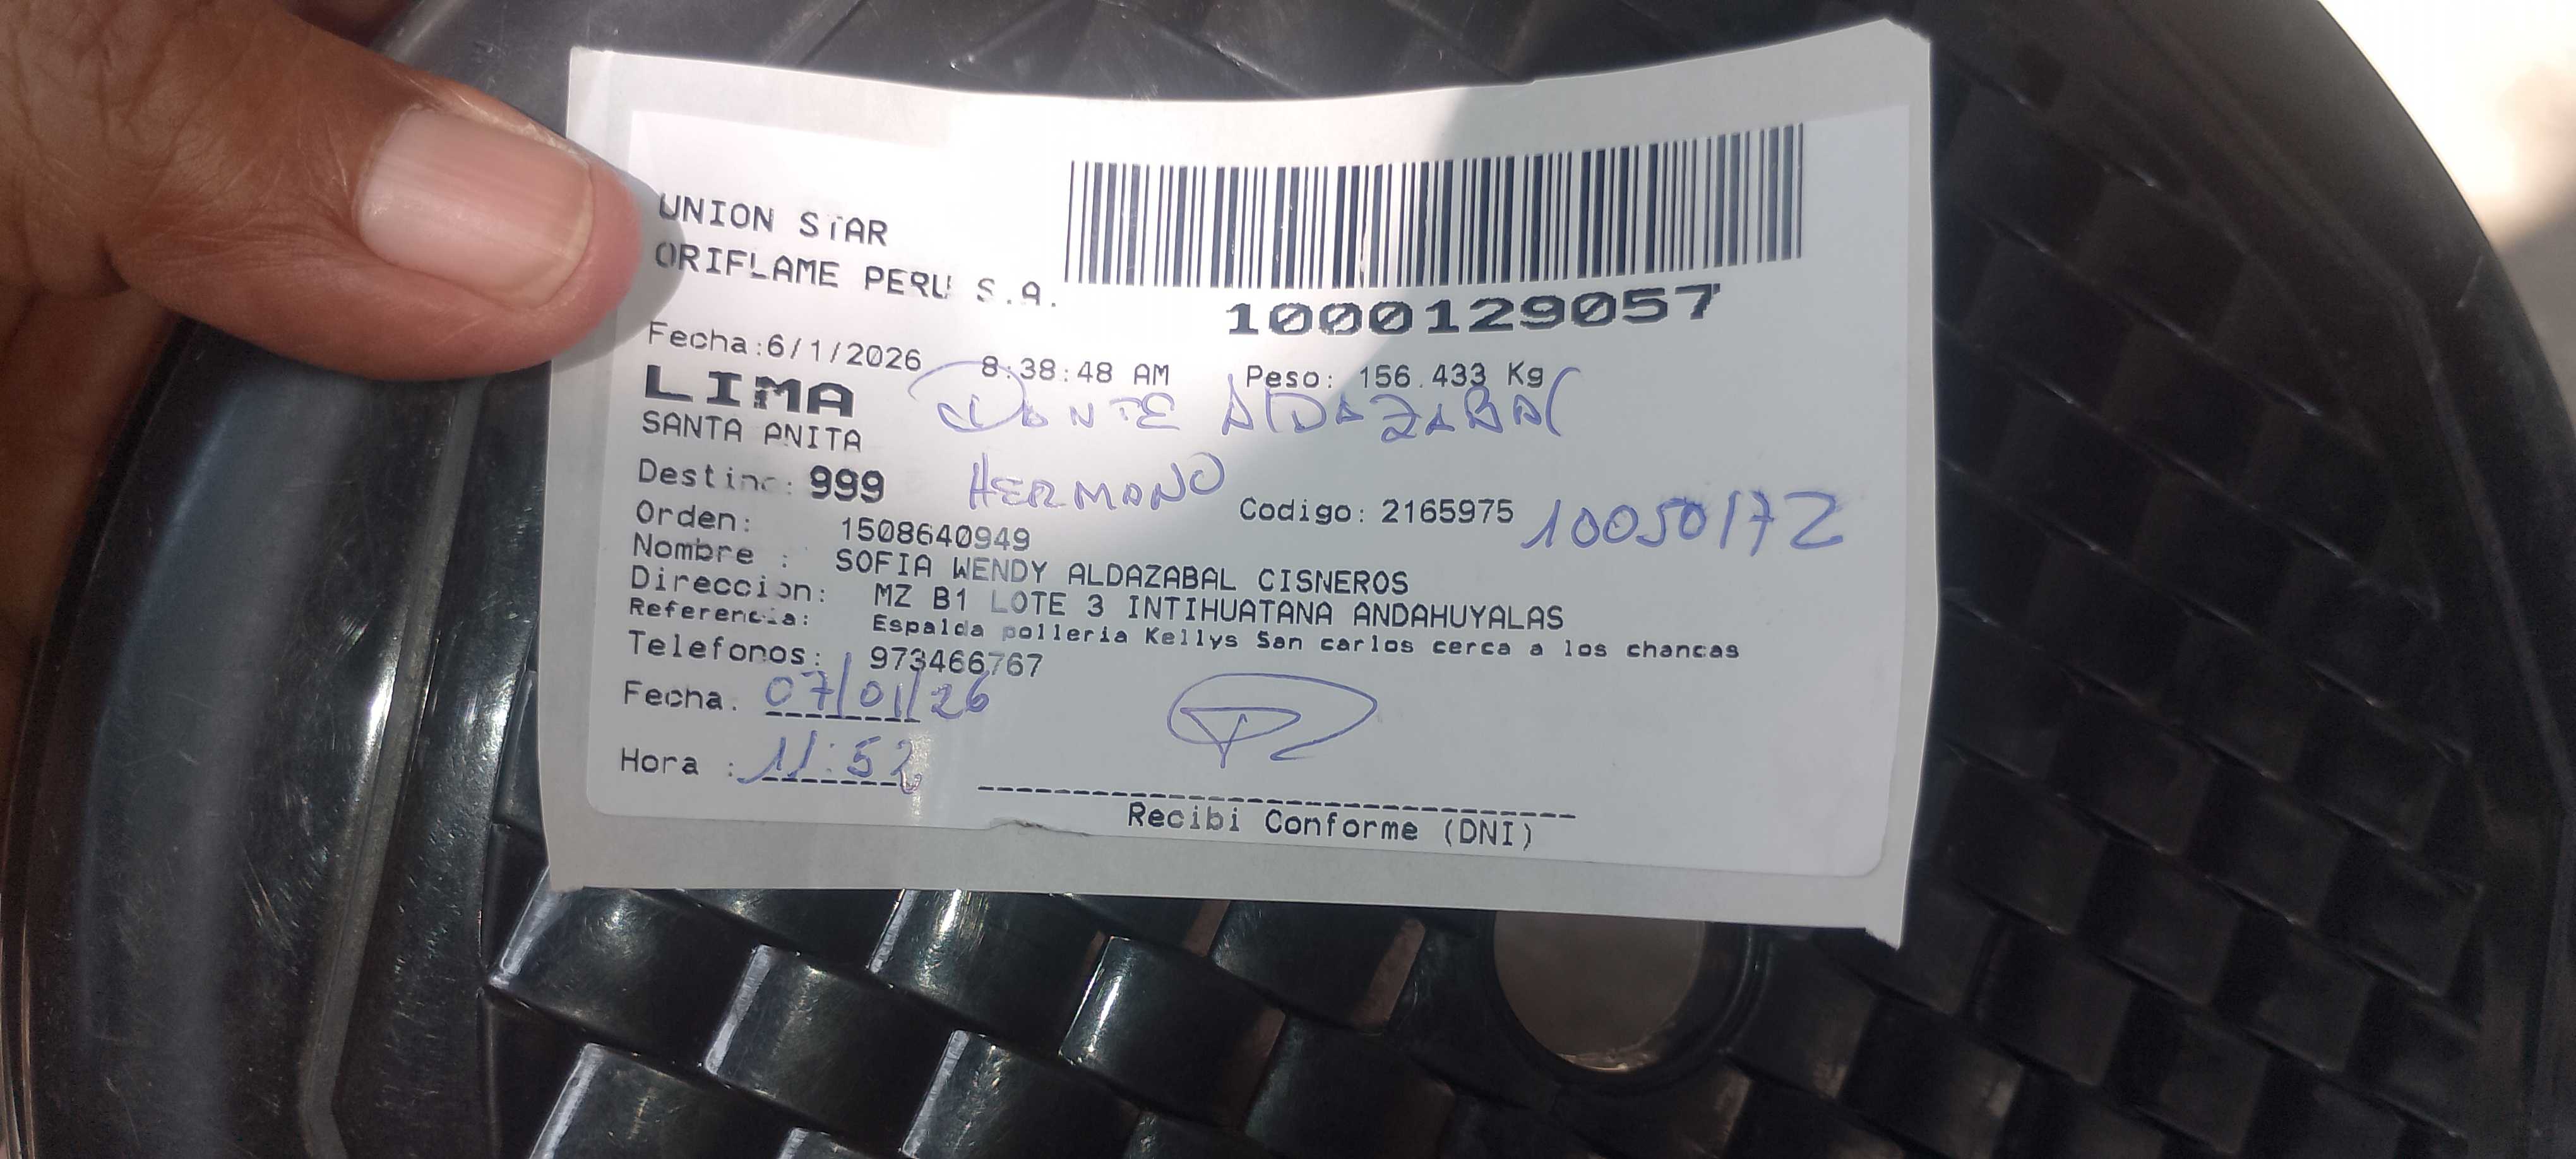 UNION STAR
ORIFLAME PERU S.A.
1000129057
Fecha:6/1/2026 8:38:48 AM Peso: 156.433 Kg
LIMA
DANTE AlDAZABAL
SANTA ANITA
Destino: 999 HERMANO
Codigo: 2165975 10050172
Orden: 1508640949
Nombre : SOFIA WENDY ALDAZABAL CISNEROS
Direccion: MZ B1 LOTE 3 INTIHUATANA ANDAHUYALAS
Referencia: Espalda polleria Kellys San carlos cerca a los chancas
Telefonos: 973466767
Fecha. 07/01/26
Hora : 11:52
Recibi Conforme (DNI)